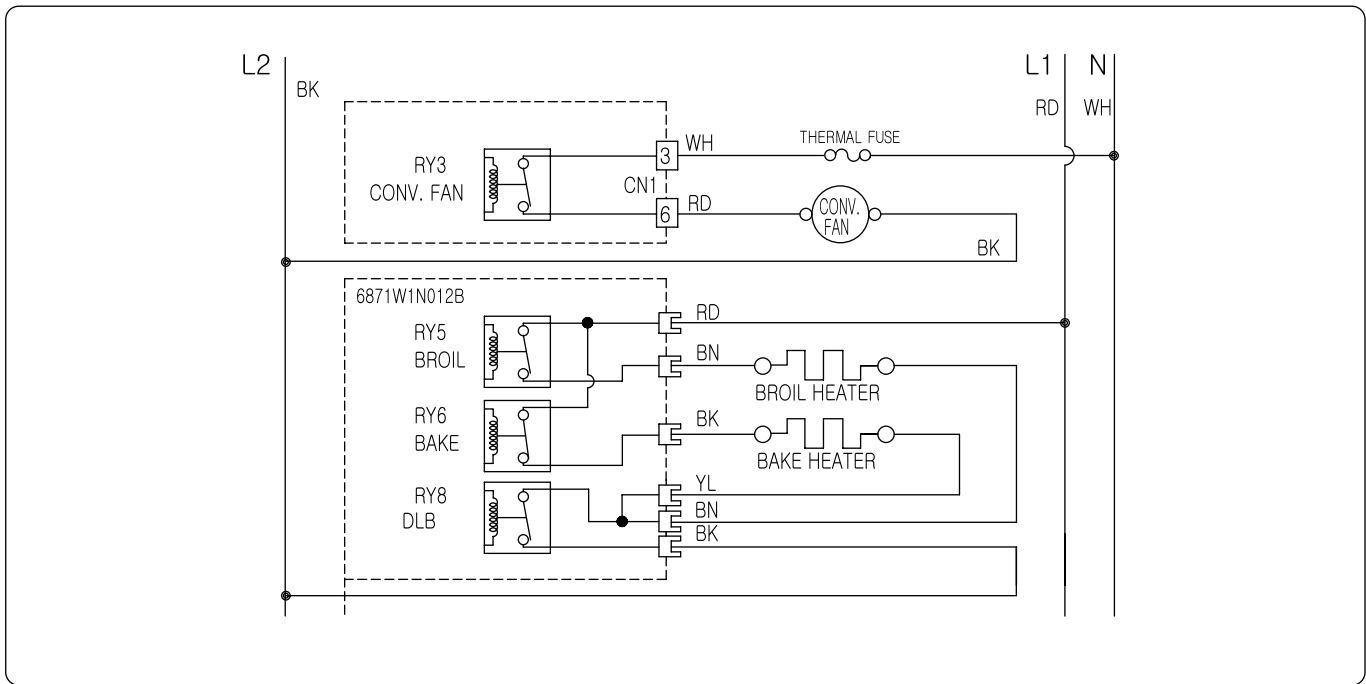 L2
L1
N
BK
RD
WH
RY3
CONV. FAN
CN1
3
WH
THERMAL FUSE
6
RD
CONV.
FAN
BK
6871W1N012B
RY5
BROIL
RD
BN
BROIL HEATER
RY6
BAKE
BK
BAKE HEATER
RY8
DLB
YL
BN
BK